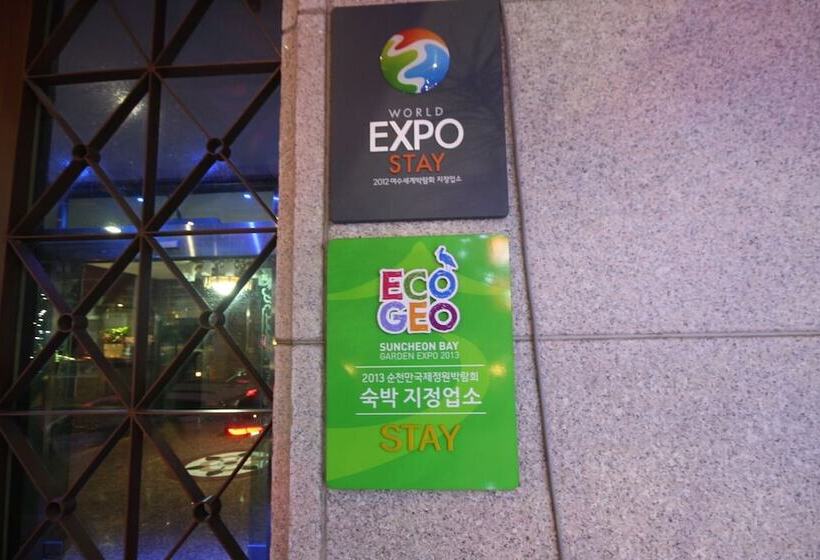 WORLD
EXPO
STAY
2012 여수세계박람회 지정업소
ECO
GEO
SUNCHEON BAY
GARDEN EXPO 2013
2013 순천만국제정원박람회
숙박 지정업소
STAY